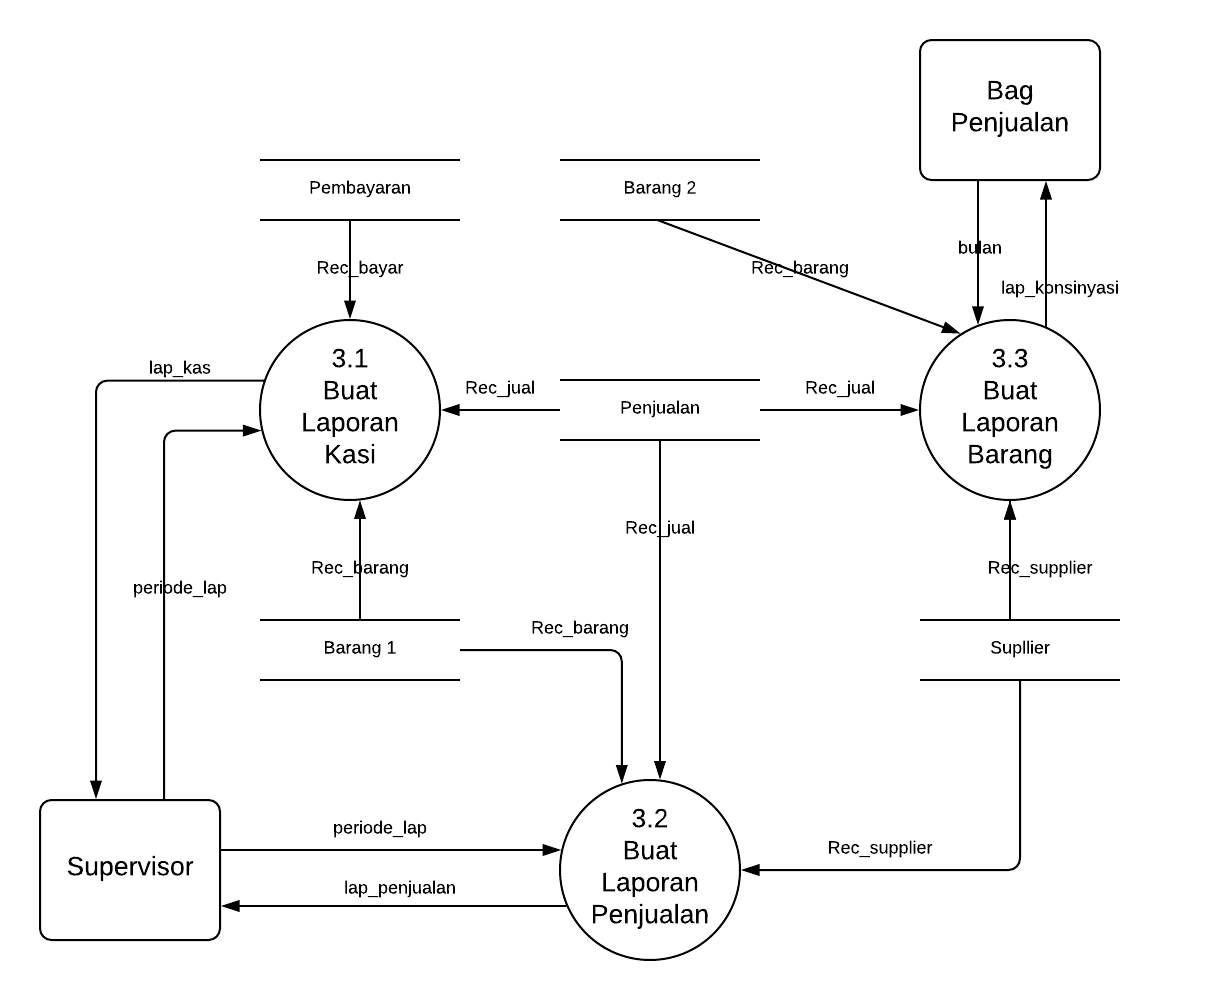 Bag
Penjualan
Pembayaran
Barang 2
bulan
Rec_bayar
Rec_barang
lap_konsinyasi
3.1
Buat
Laporan
Kasi
3.3
Buat
Laporan
Barang
lap_kas
Rec_jual
Penjualan
Rec_jual
Rec_jual
periode_lap
Rec_barang
Rec_supplier
Rec_barang
Barang 1
Supllier
Supervisor
periode_lap
lap_penjualan
3.2
Buat
Laporan
Penjualan
Rec_supplier